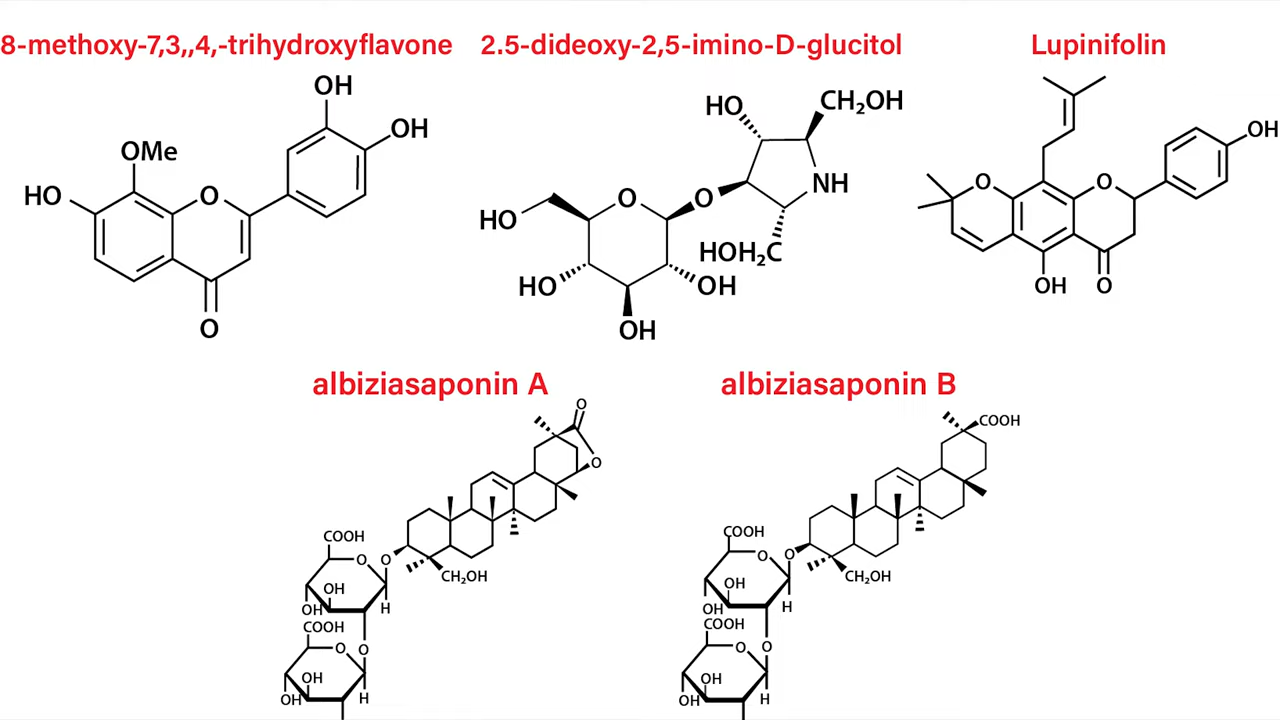 8-methoxy-7,3,,4,-trihydroxyflavone
2.5-dideoxy-2,5-imino-D-glucitol
Lupinifolin
OH
OH
OMe
HO
O
O
HO
CH₂OH
NH
O
O
HO
HOH₂C
HO
OH
OH
OH
O
O
OH
O
albiziasaponin A
albiziasaponin B
O
O
COOH
O
O
CH₂OH
OH
OH
H
COOH
O
O
OH
OH
H
COOH
COOH
O
O
CH₂OH
OH
OH
H
COOH
O
O
OH
OH
H